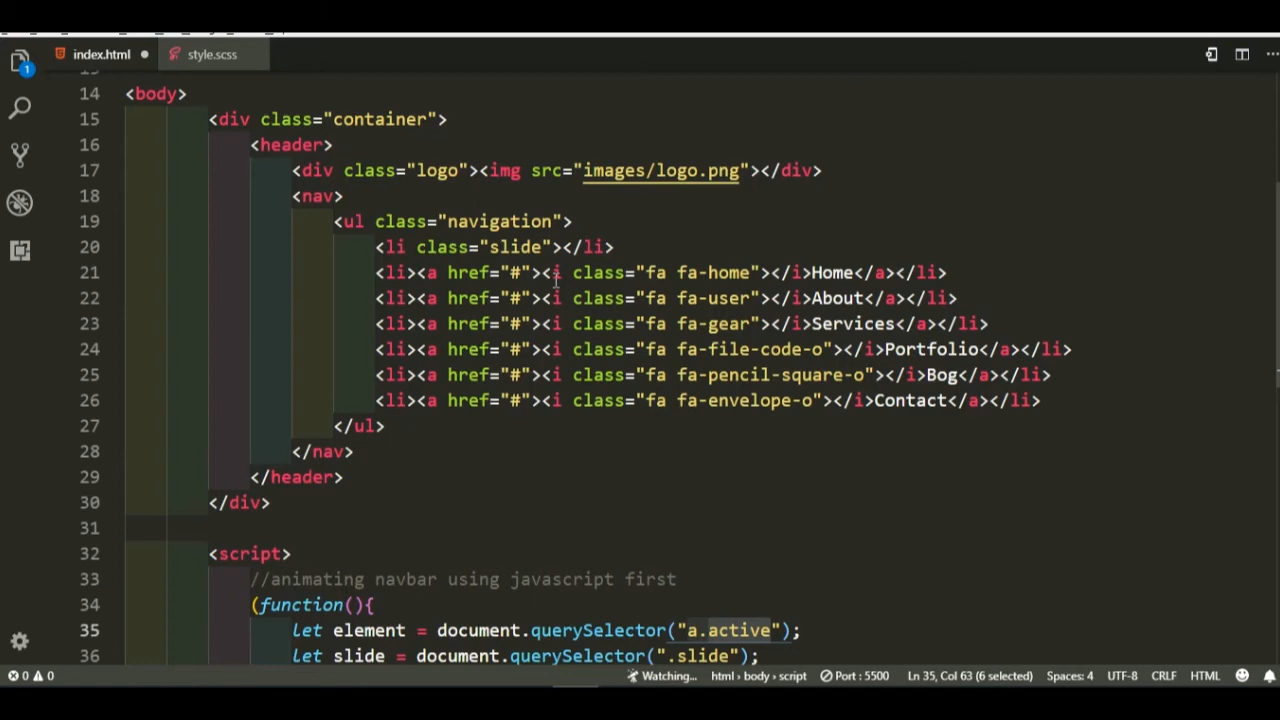 index.html
style.scss
1
14 <body>
15 <div class="container">
16 <header>
17 <div class="logo"><img src="images/logo.png"></div>
18 <nav>
19 <ul class="navigation">
20 <li class="slide"></li>
21 <li><a href="#"><i class="fa fa-home"></i>Home</a></li>
22 <li><a href="#"><i class="fa fa-user"></i>About</a></li>
23 <li><a href="#"><i class="fa fa-gear"></i>Services</a></li>
24 <li><a href="#"><i class="fa fa-file-code-o"></i>Portfolio</a></li>
25 <li><a href="#"><i class="fa fa-pencil-square-o"></i>Bog</a></li>
26 <li><a href="#"><i class="fa fa-envelope-o"></i>Contact</a></li>
27 </ul>
28 </nav>
29 </header>
30 </div>
31
32 <script>
33 //animating navbar using javascript first
34 (function(){
35 let element = document.querySelector("a.active");
36 let slide = document.querySelector(".slide");
0 0 Watching... html › body › script Port : 5500 Ln 35, Col 63 (6 selected) Spaces: 4 UTF-8 CRLF HTML